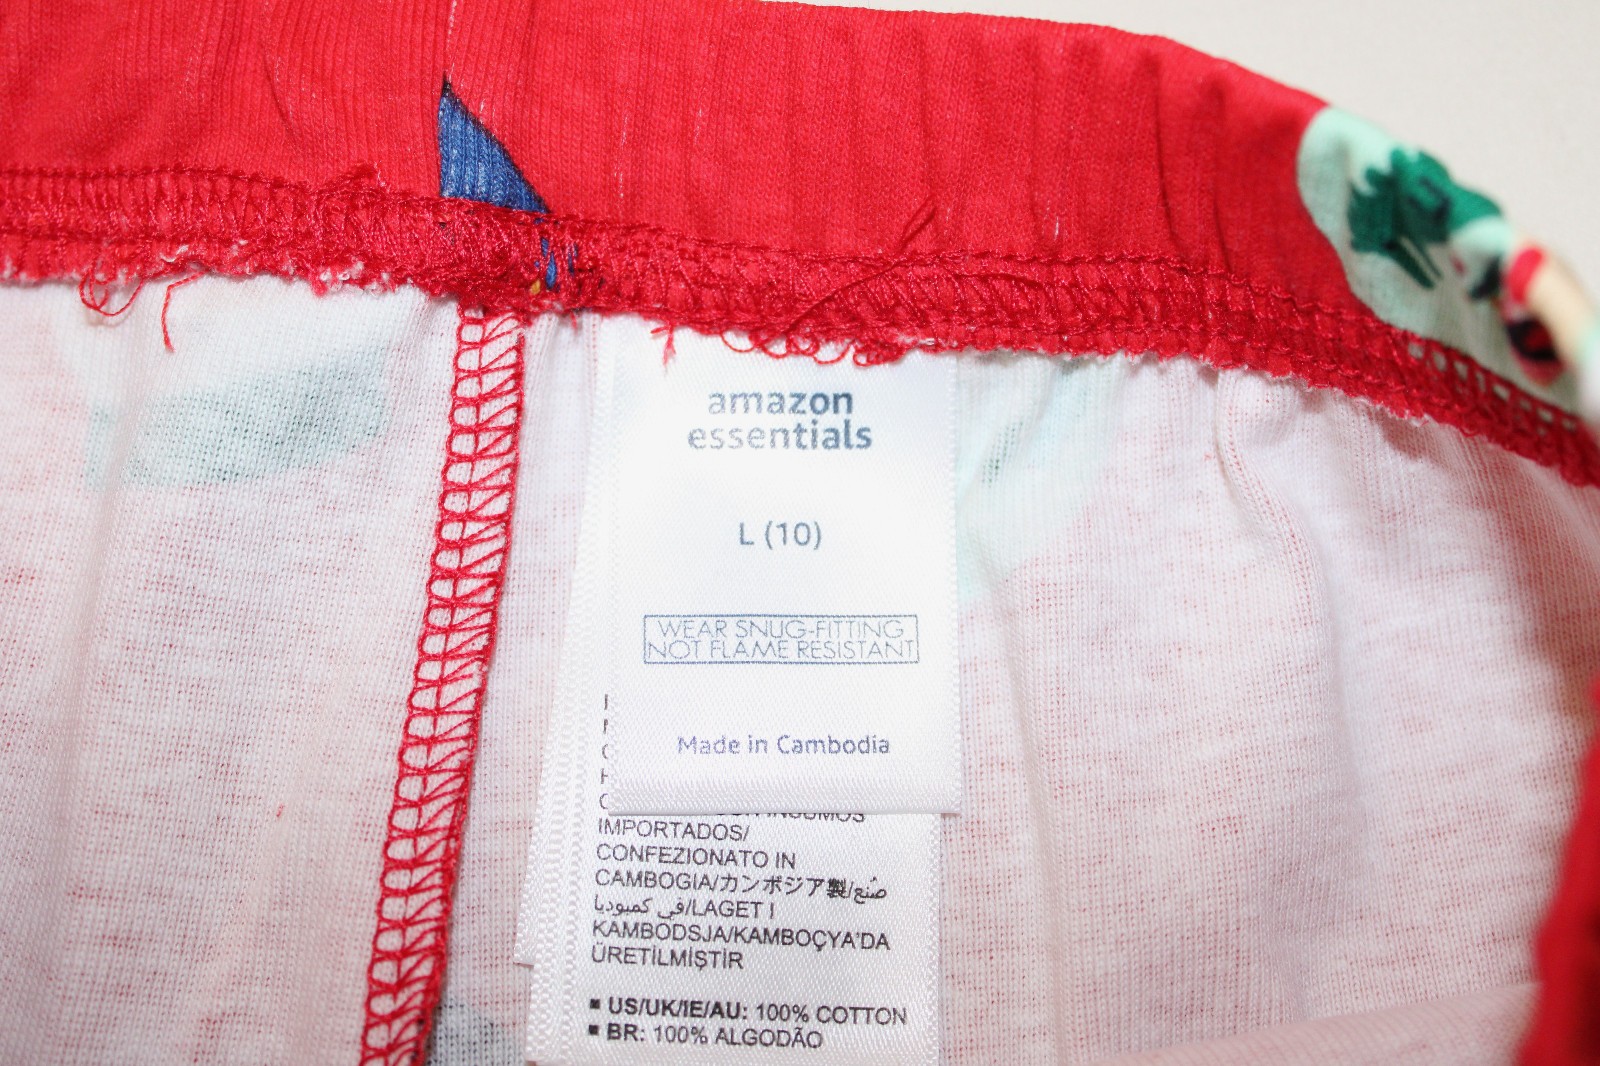 amazon
essentials
L (10)
WEAR SNUG-FITTING
NOT FLAME RESISTANT
Made in Cambodia
INSUMOS
IMPORTADOS/
CONFEZIONATO IN
CAMBOGIA/カンボジア製/صُنع
في كمبوديا/LAGET I
KAMBODSJA/KAMBOÇYA'DA
ÜRETİLMİŞTİR
▪ US/UK/IE/AU: 100% COTTON
▪ BR: 100% ALGODÃO